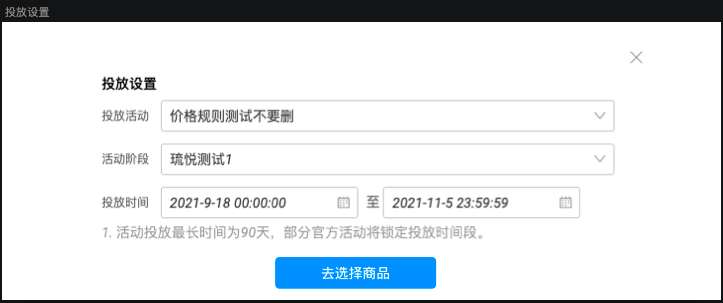 投放设置
投放设置
投放活动 价格规则测试不要删
活动阶段 琉悦测试1
投放时间 2021-9-18 00:00:00 至 2021-11-5 23:59:59
1. 活动投放最长时间为90天，部分官方活动将锁定投放时间段。
去选择商品